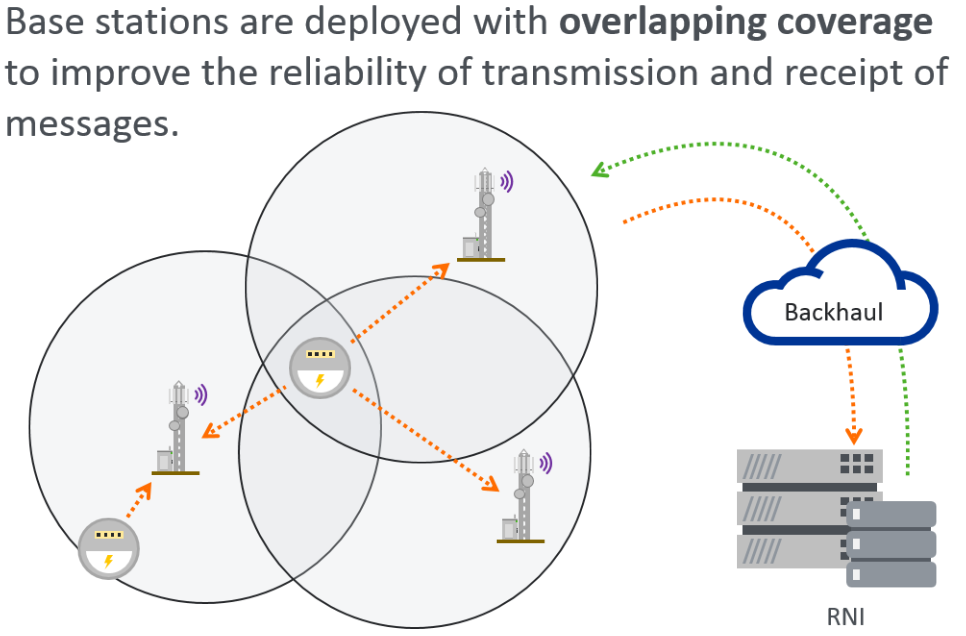 Base stations are deployed with overlapping coverage
to improve the reliability of transmission and receipt of
messages.
Backhaul
RNI